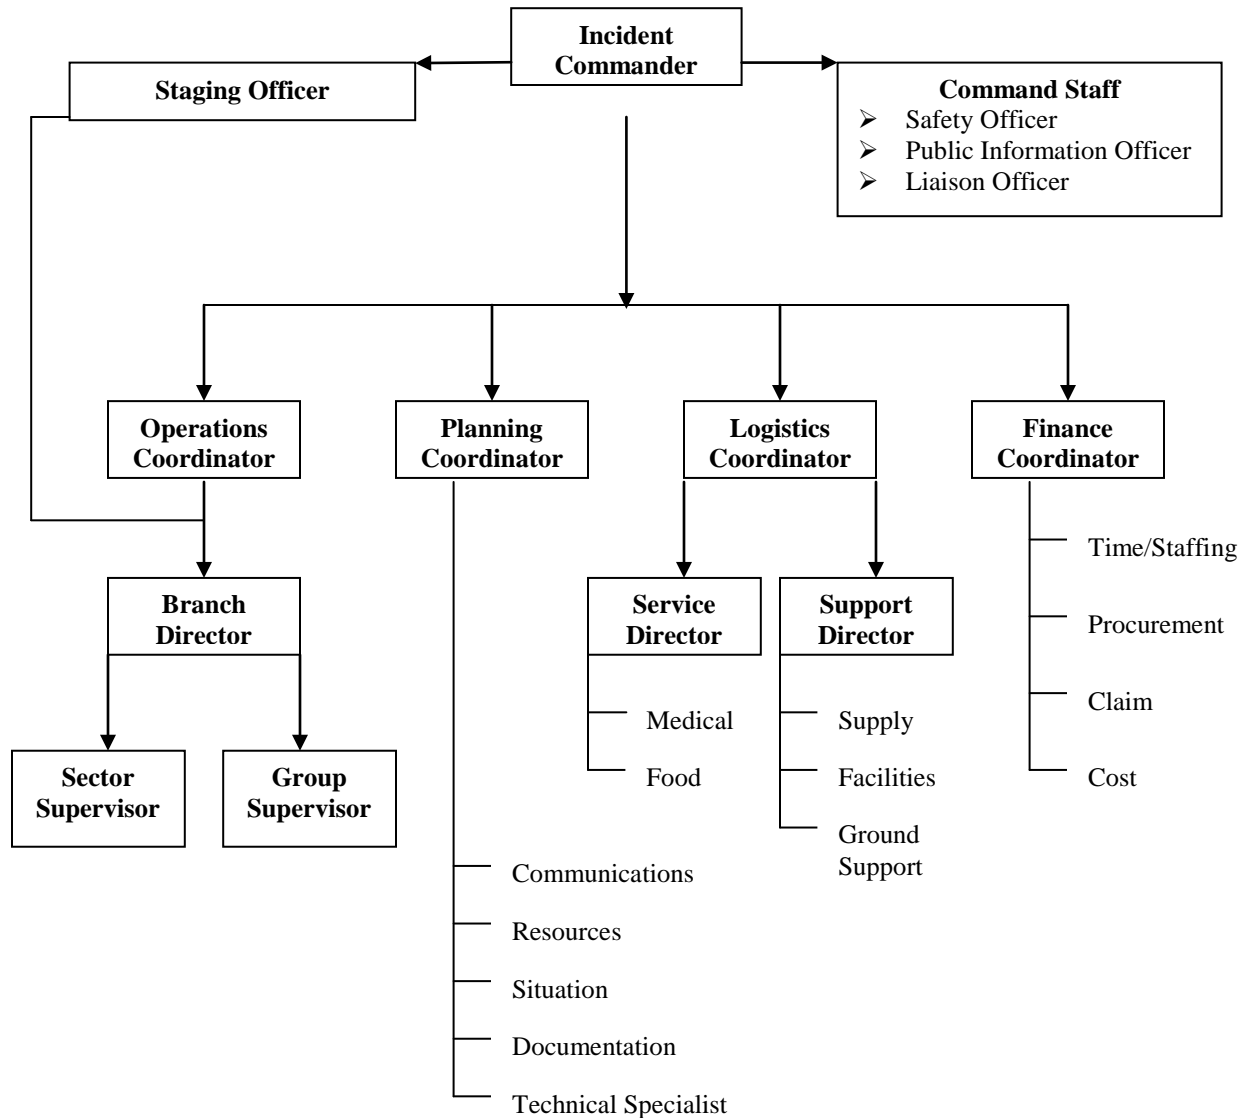 Incident
Commander
Staging Officer
Command Staff
➢ Safety Officer
➢ Public Information Officer
➢ Liaison Officer
Operations
Coordinator
Planning
Coordinator
Logistics
Coordinator
Finance
Coordinator
Branch
Director
Sector
Supervisor
Group
Supervisor
Communications
Resources
Situation
Documentation
Technical Specialist
Service
Director
Medical
Food
Support
Director
Supply
Facilities
Ground
Support
Time/Staffing
Procurement
Claim
Cost